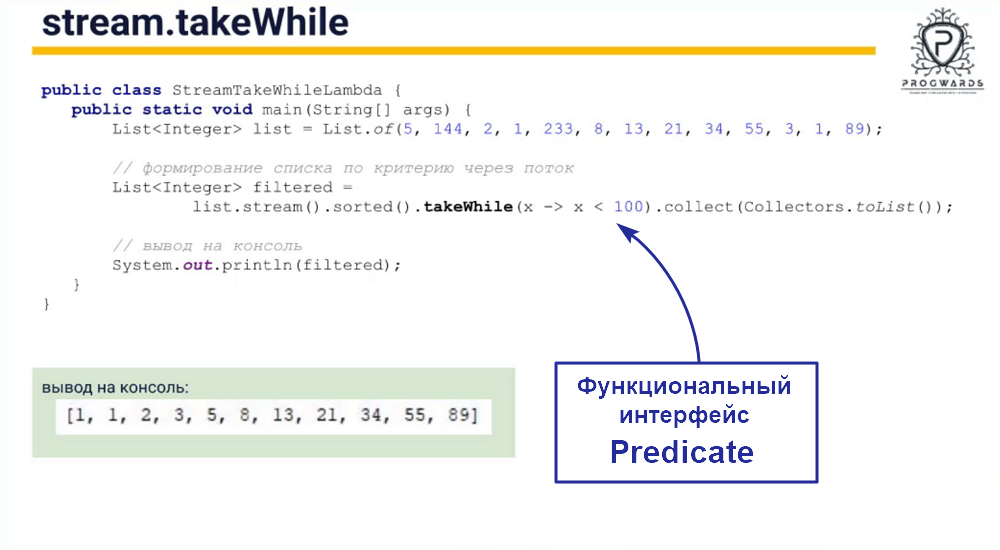 stream.takeWhile
PROGWARDS
public class StreamTakeWhileLambda {
public static void main(String[] args) {
List<Integer> list = List.of(5, 144, 2, 1, 233, 8, 13, 21, 34, 55, 3, 1, 89);
// формирование списка по критерию через поток
List<Integer> filtered =
list.stream().sorted().takeWhile(x -> x < 100).collect(Collectors.toList());
// вывод на консоль
System.out.println(filtered);
}
}
вывод на консоль:
[1, 1, 2, 3, 5, 8, 13, 21, 34, 55, 89]
Функциональный
интерфейс
Predicate